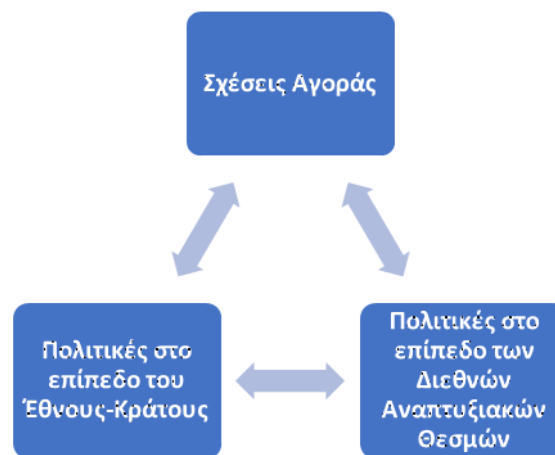 Σχέσεις Αγοράς
Πολιτικές στο
επίπεδο του
Έθνους-Κράτους
Πολιτικές στο
επίπεδο των
Διεθνών
Αναπτυξιακών
Θεσμών